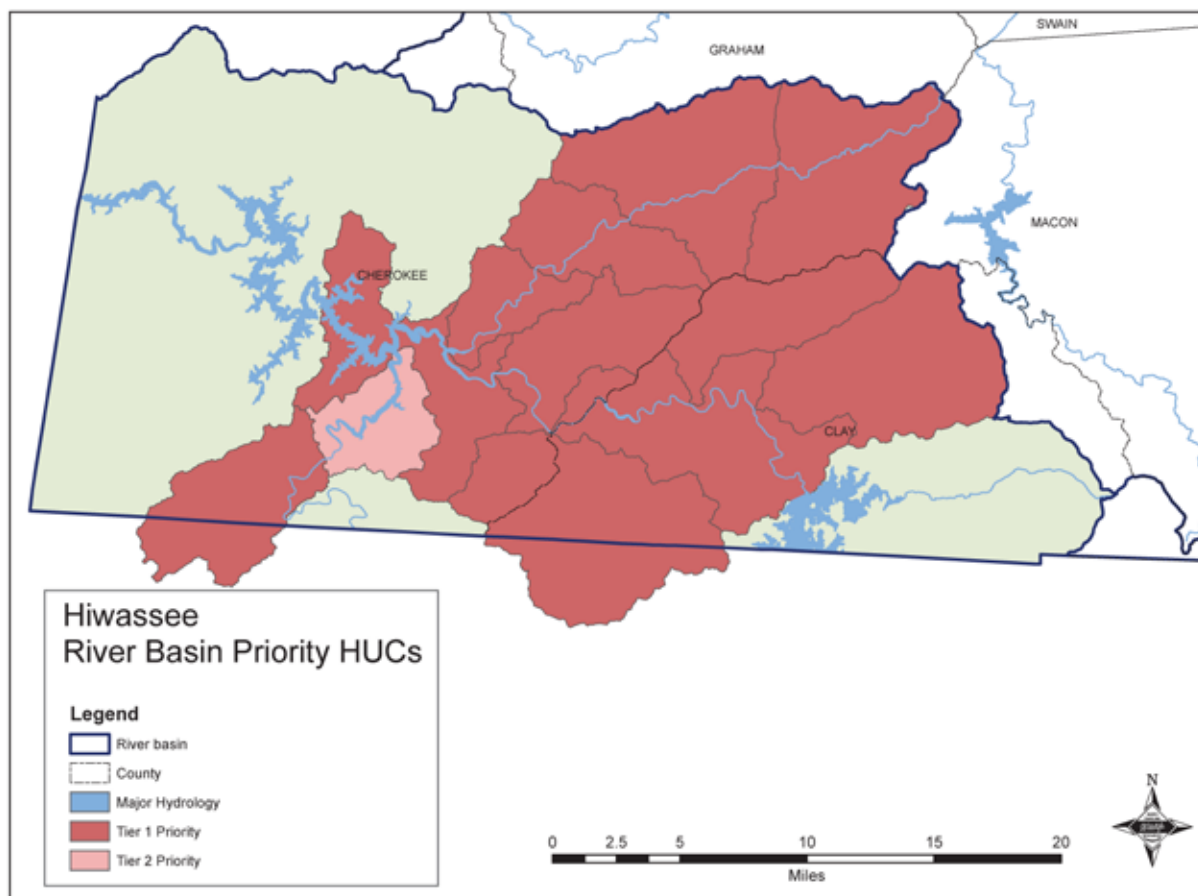 SWAIN
GRAHAM
MACON
CHEROKEE
CLAY
Hiwassee
River Basin Priority HUCs
Legend
River basin
County
Major Hydrology
Tier 1 Priority
Tier 2 Priority
0 2.5 5 10 15 20
Miles
N